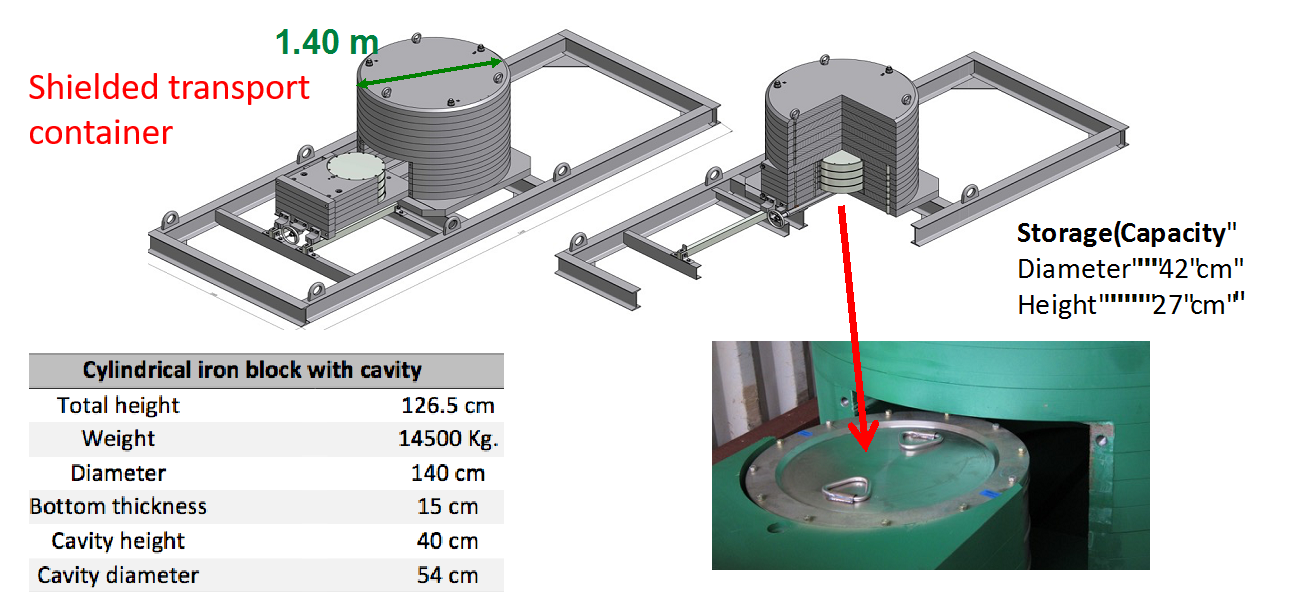 1.40 m
Shielded transport
container
Storage(Capacity"
Diameter""""42"cm"
Height"""""""27"cm""
Cylindrical iron block with cavity
Total height 126.5 cm
Weight 14500 Kg.
Diameter 140 cm
Bottom thickness 15 cm
Cavity height 40 cm
Cavity diameter 54 cm